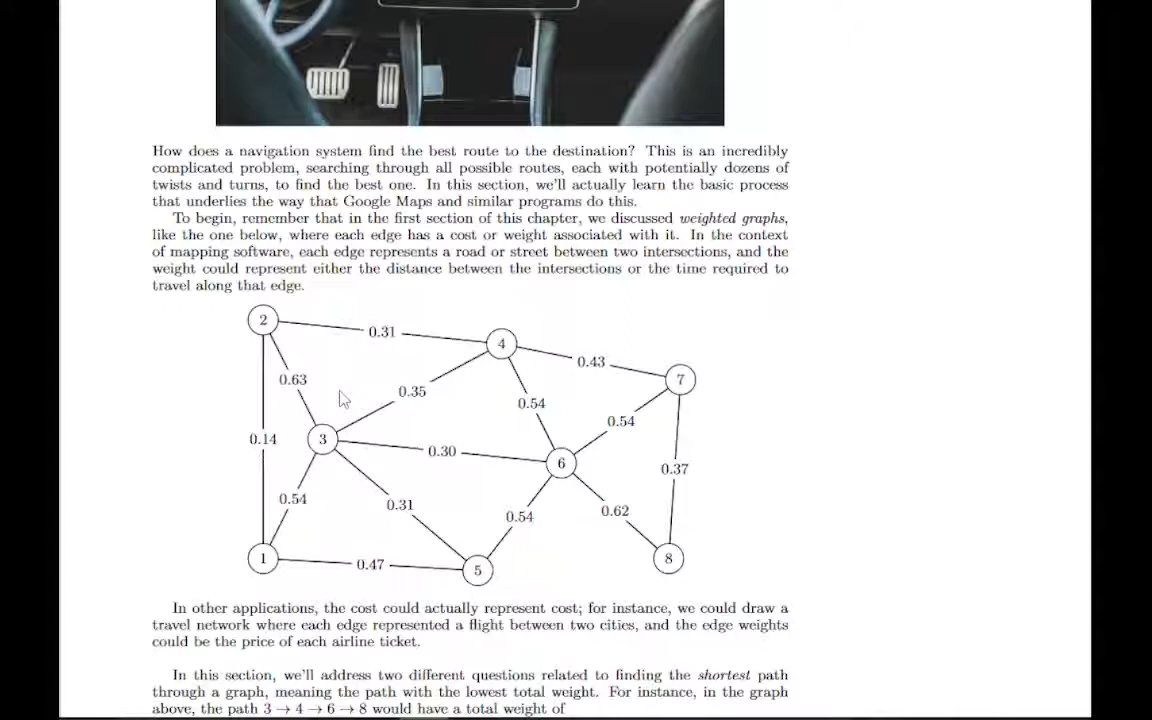 How does a navigation system find the best route to the destination? This is an incredibly
complicated problem, searching through all possible routes, each with potentially dozens of
twists and turns, to find the best one. In this section, we'll actually learn the basic process
that underlies the way that Google Maps and similar programs do this.
To begin, remember that in the first section of this chapter, we discussed weighted graphs,
like the one below, where each edge has a cost or weight associated with it. In the context
of mapping software, each edge represents a road or street between two intersections, and the
weight could represent either the distance between the intersections or the time required to
travel along that edge.
2
0.31
4
0.43
7
0.63
0.35
0.54
0.54
0.14
3
0.30
6
0.37
0.54
0.31
0.54
0.62
1
0.47
5
8
In other applications, the cost could actually represent cost; for instance, we could draw a
travel network where each edge represented a flight between two cities, and the edge weights
could be the price of each airline ticket.
In this section, we'll address two different questions related to finding the shortest path
through a graph, meaning the path with the lowest total weight. For instance, in the graph
above, the path 3 → 4 → 6 → 8 would have a total weight of